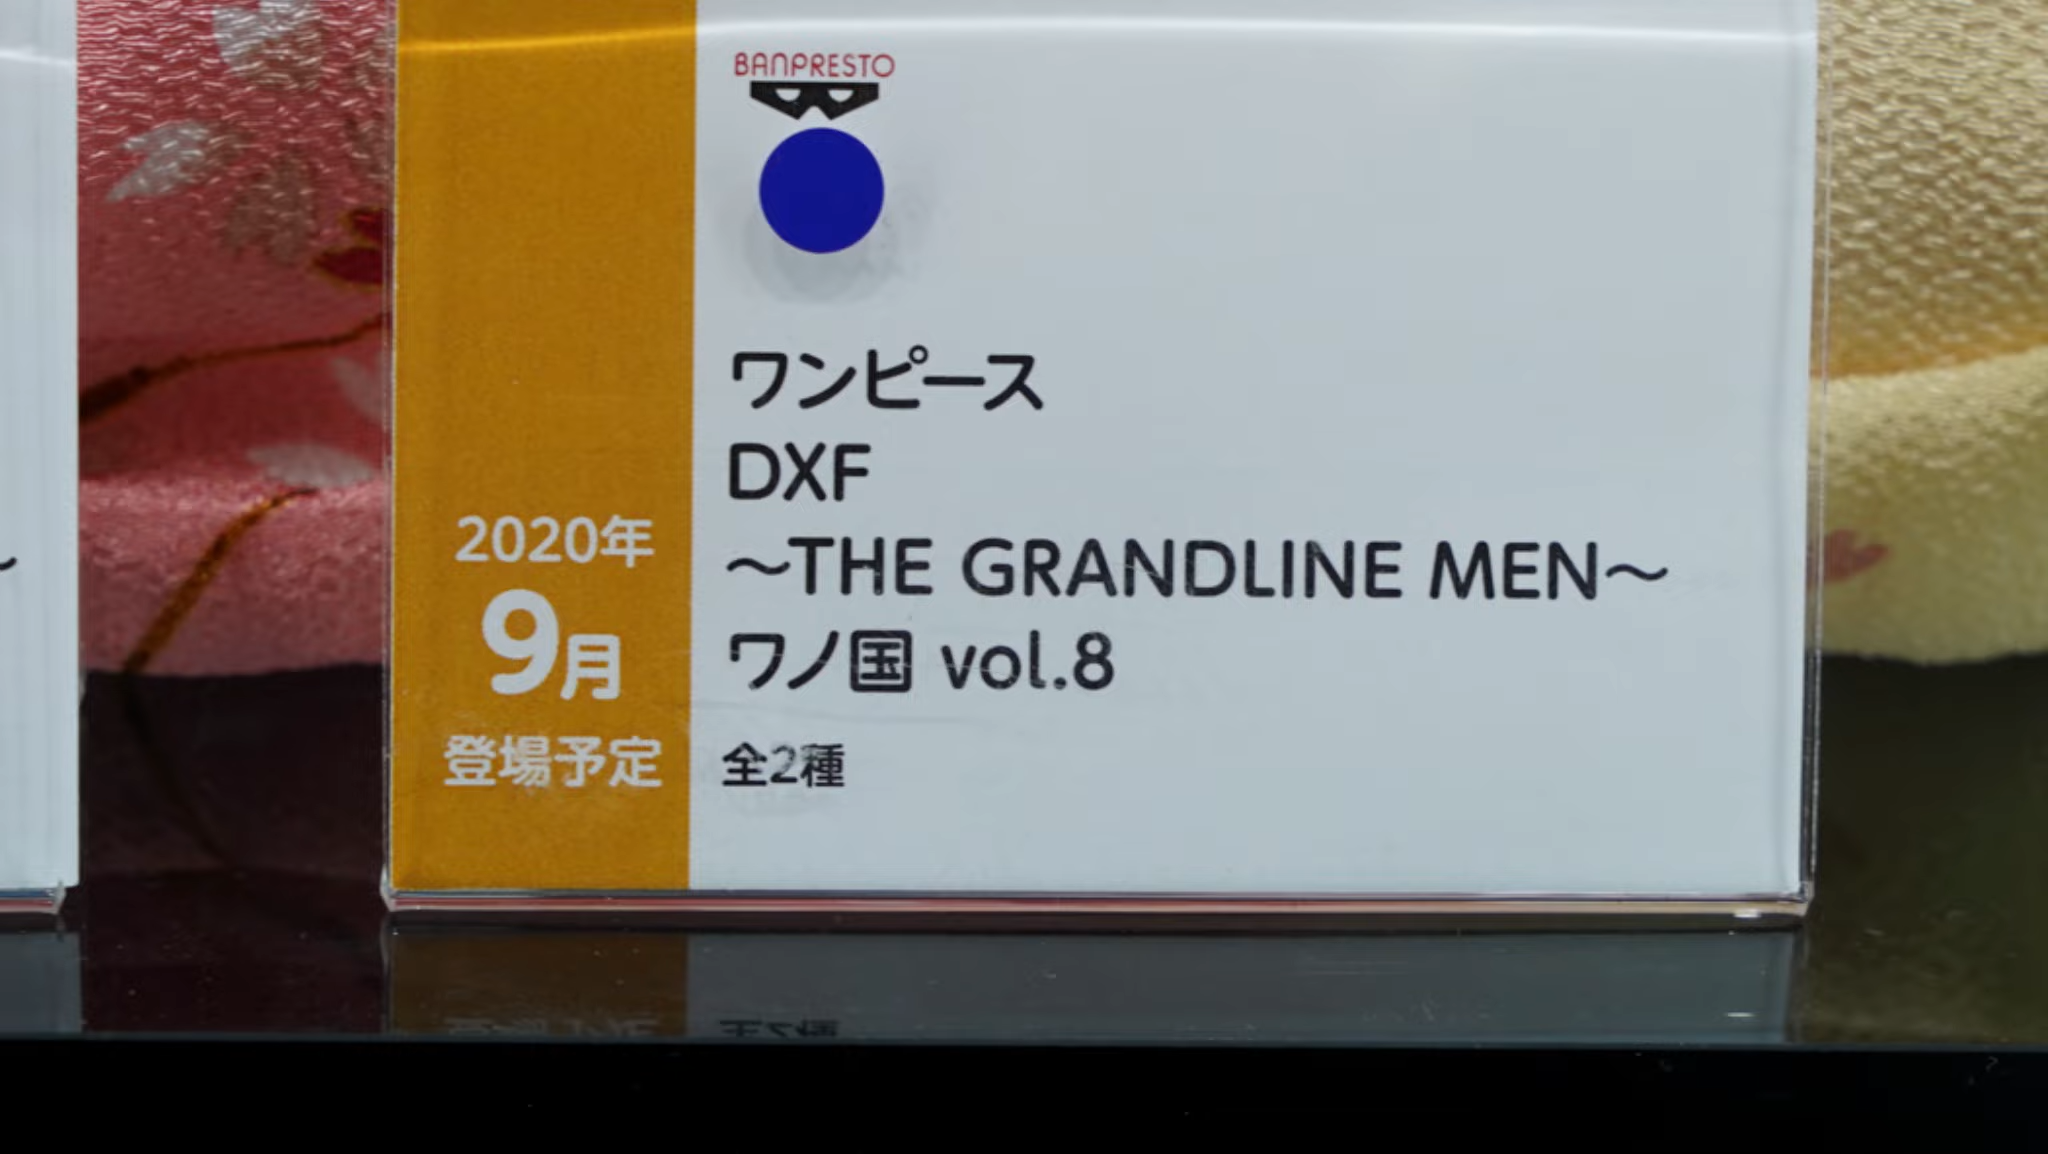 BANPRESTO
ワンピース
DXF
～THE GRANDLINE MEN～
ワノ国 vol.8
全2種
2020年
9月
登場予定